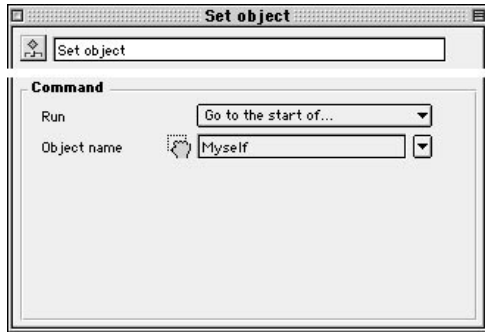 Set object
Set object
Command
Run Go to the start of...
Object name Myself